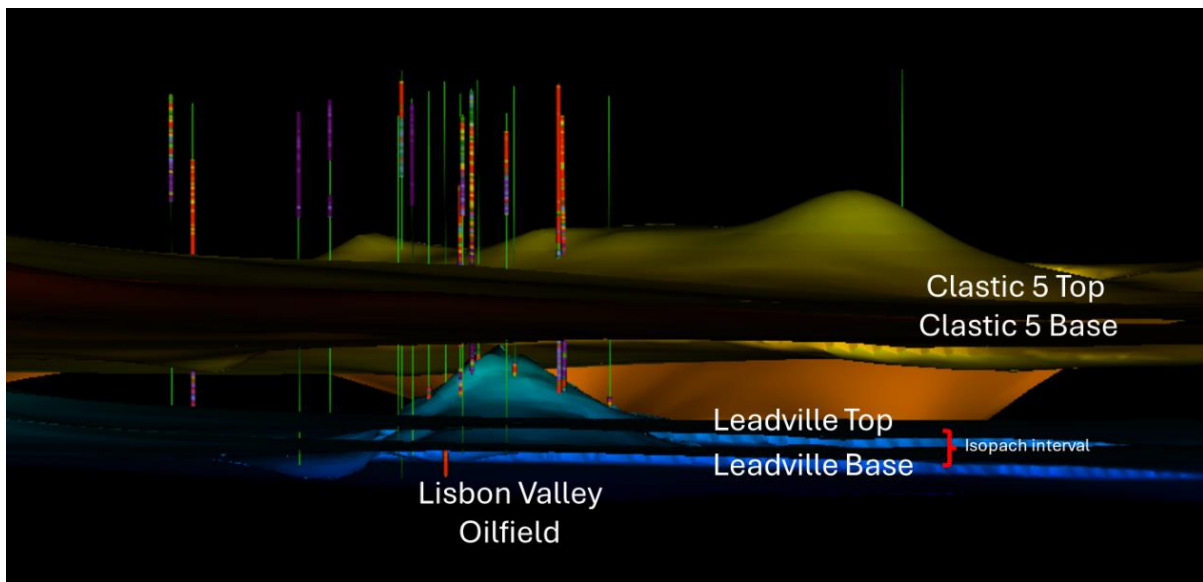 Clastic 5 Top
Clastic 5 Base
Leadville Top
Isopach interval
Leadville Base
Lisbon Valley
Oilfield